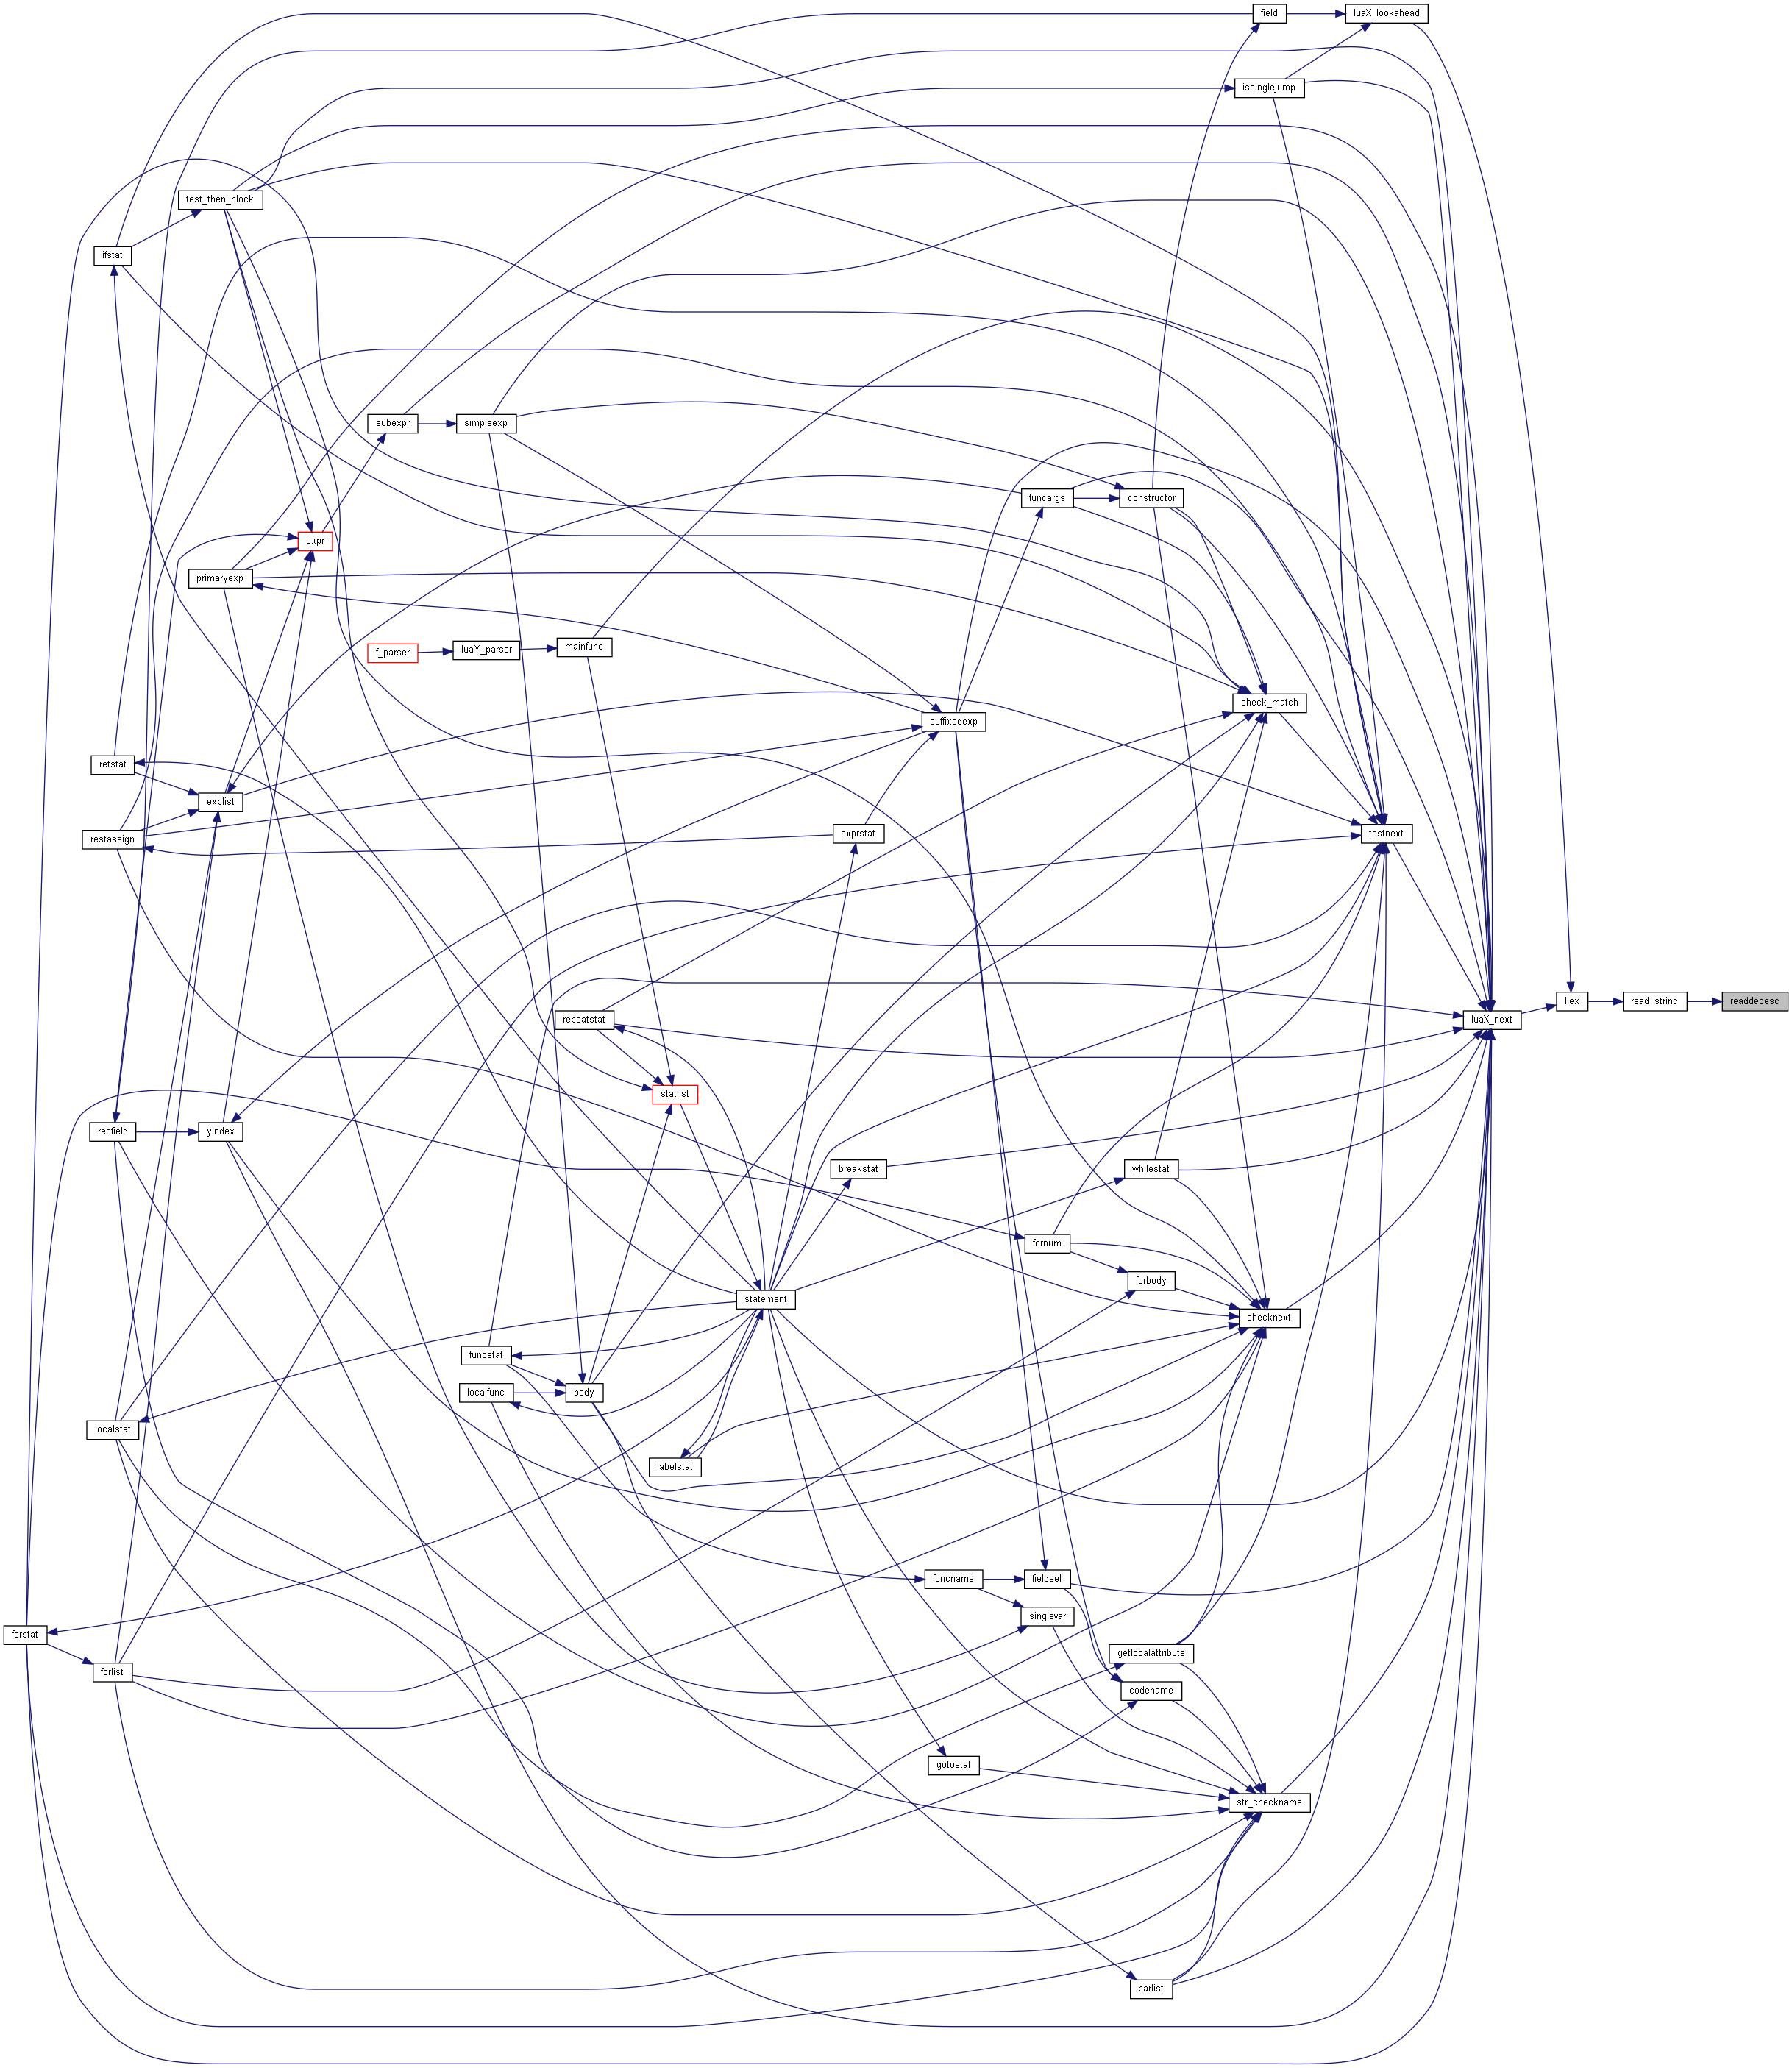 field
luaX_lookahead
issinglejump
test_then_block
ifstat
subexpr
simpleexp
funcargs
constructor
expr
primaryexp
f_parser
luaY_parser
mainfunc
check_match
suffixedexp
retstat
explist
restassign
exprstat
testnext
llex
read_string
readdecesc
repeatstat
luaX_next
statlist
recfield
yindex
breakstat
whilestat
fornum
forbody
statement
checknext
funcstat
localfunc
body
localstat
labelstat
funcname
fieldsel
singlevar
forstat
getlocalattribute
forlist
codename
gotostat
str_checkname
parlist